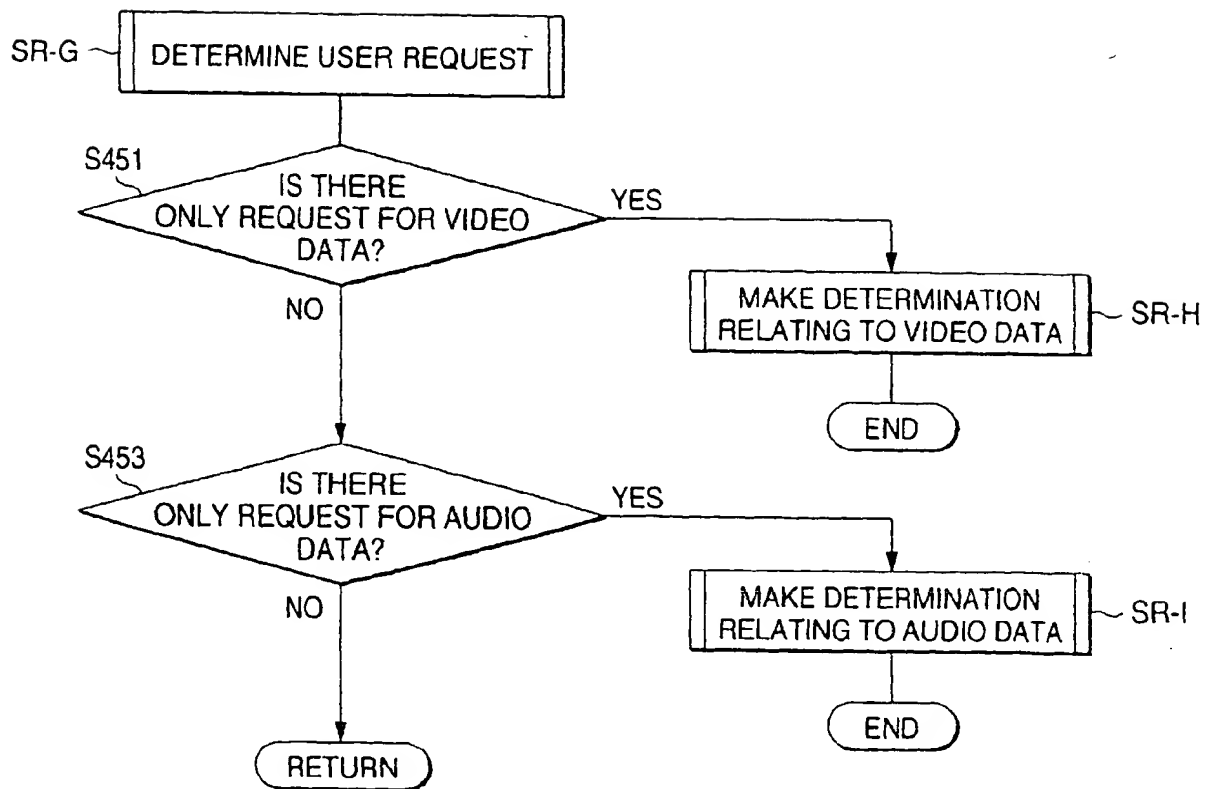 SR-G
DETERMINE USER REQUEST
S451
IS THERE
ONLY REQUEST FOR VIDEO
DATA?
YES
NO
MAKE DETERMINATION
RELATING TO VIDEO DATA
SR-H
END
S453
IS THERE
ONLY REQUEST FOR AUDIO
DATA?
YES
NO
MAKE DETERMINATION
RELATING TO AUDIO DATA
SR-I
END
RETURN